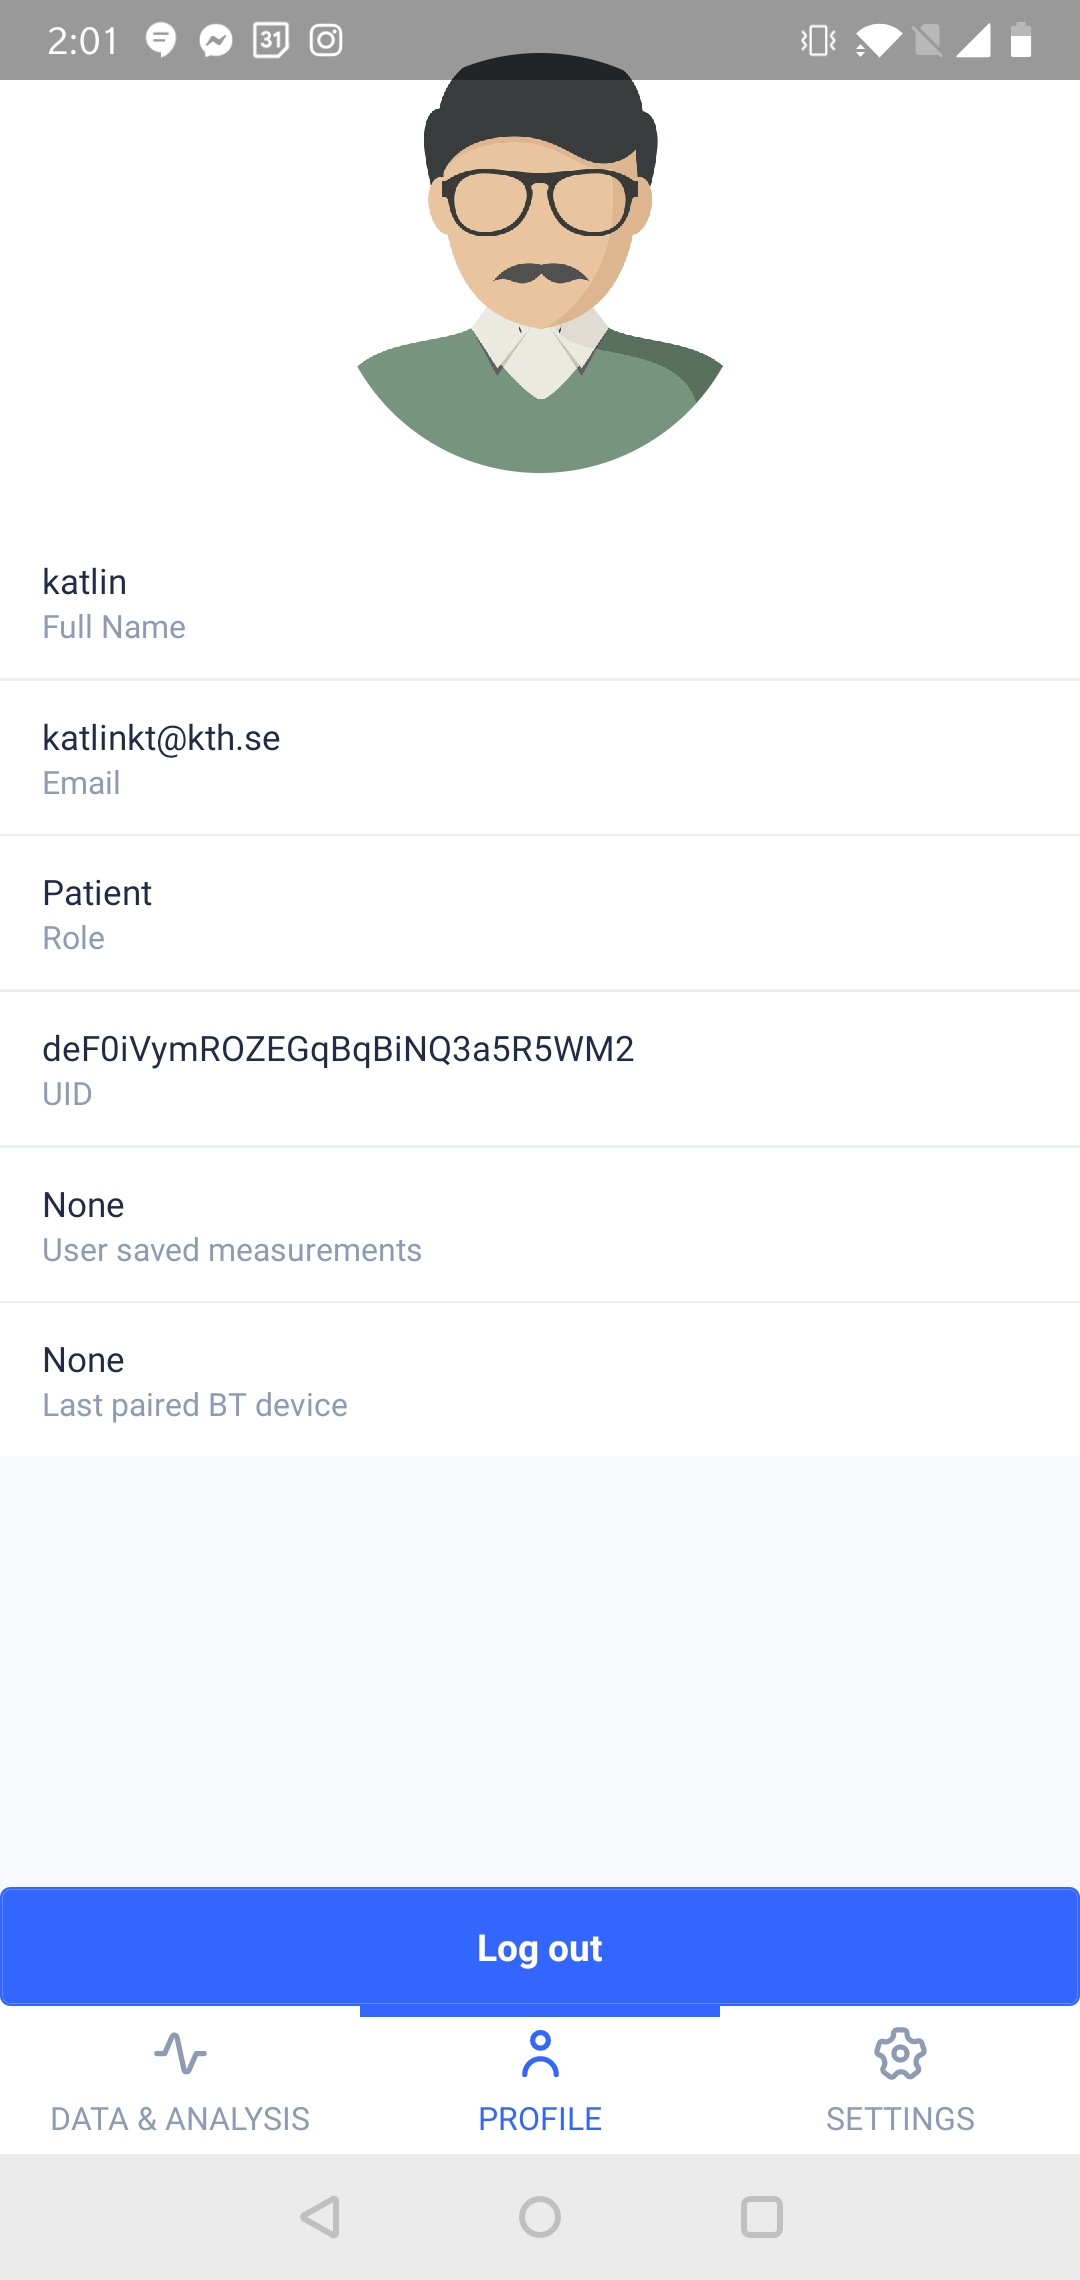 2:01
31
katlin
Full Name
katlinkt@kth.se
Email
Patient
Role
deF0iVymROZEGqBqBiNQ3a5R5WM2
UID
None
User saved measurements
None
Last paired BT device
Log out
DATA & ANALYSIS
PROFILE
SETTINGS